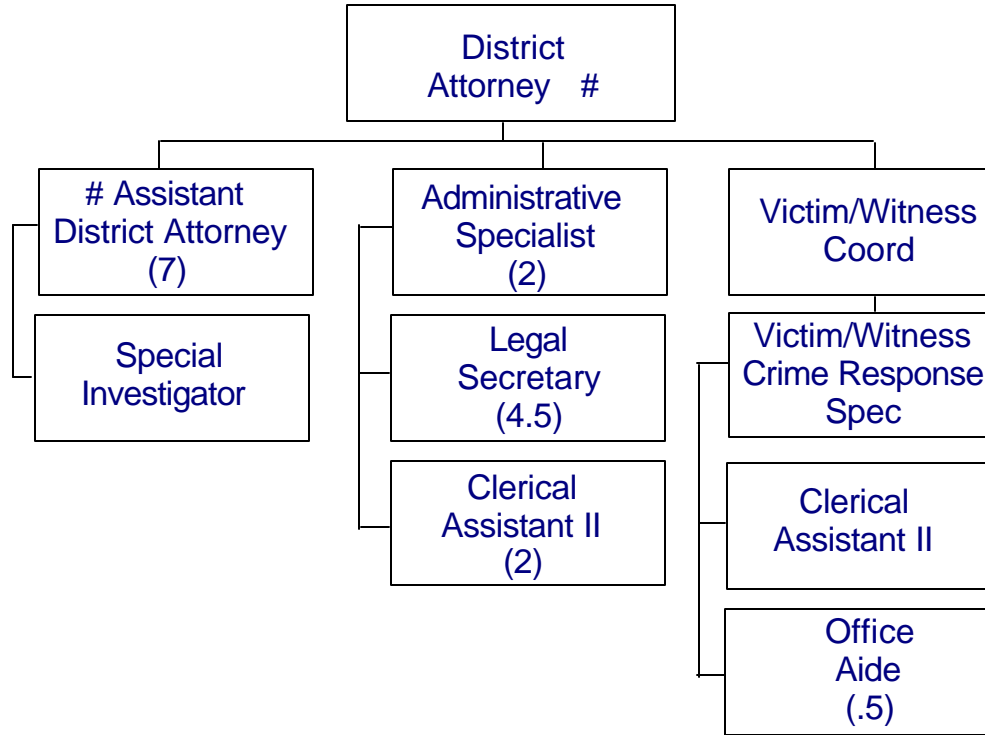 District
Attorney #
# Assistant
District Attorney
(7)
Special
Investigator
Administrative
Specialist
(2)
Legal
Secretary
(4.5)
Clerical
Assistant II
(2)
Victim/Witness
Coord
Victim/Witness
Crime Response
Spec
Clerical
Assistant II
Office
Aide
(.5)